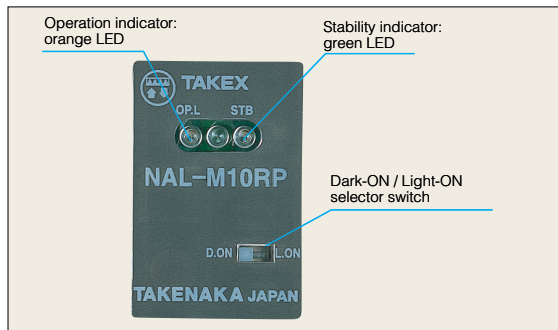 Operation indicator:
orange LED
Stability indicator:
green LED
TAKEX
OP.L STB
NAL-M10RP
Dark-ON / Light-ON
selector switch
D.ON L.ON
TAKENAKA JAPAN